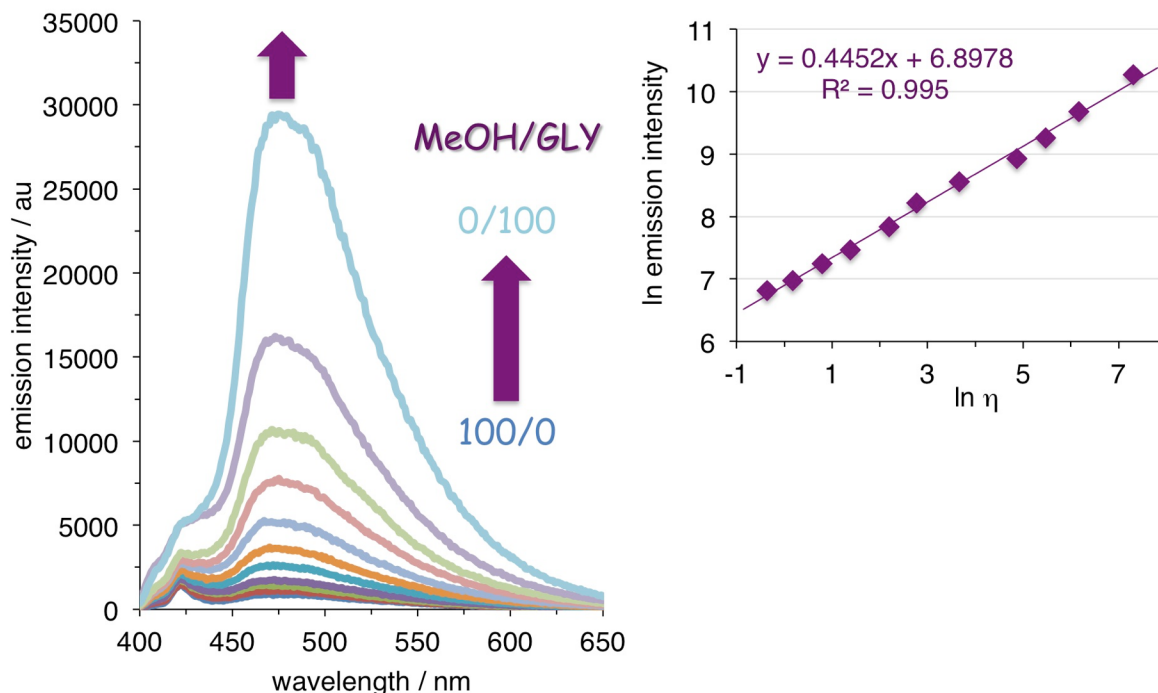 35000
30000
25000
20000
15000
10000
5000
0
emission intensity / au
400 450 500 550 600 650
wavelength / nm
MeOH/GLY
0/100
100/0
11
10
9
8
7
6
ln emission intensity
y = 0.4452x + 6.8978
R² = 0.995
-1 1 3 5 7
ln η